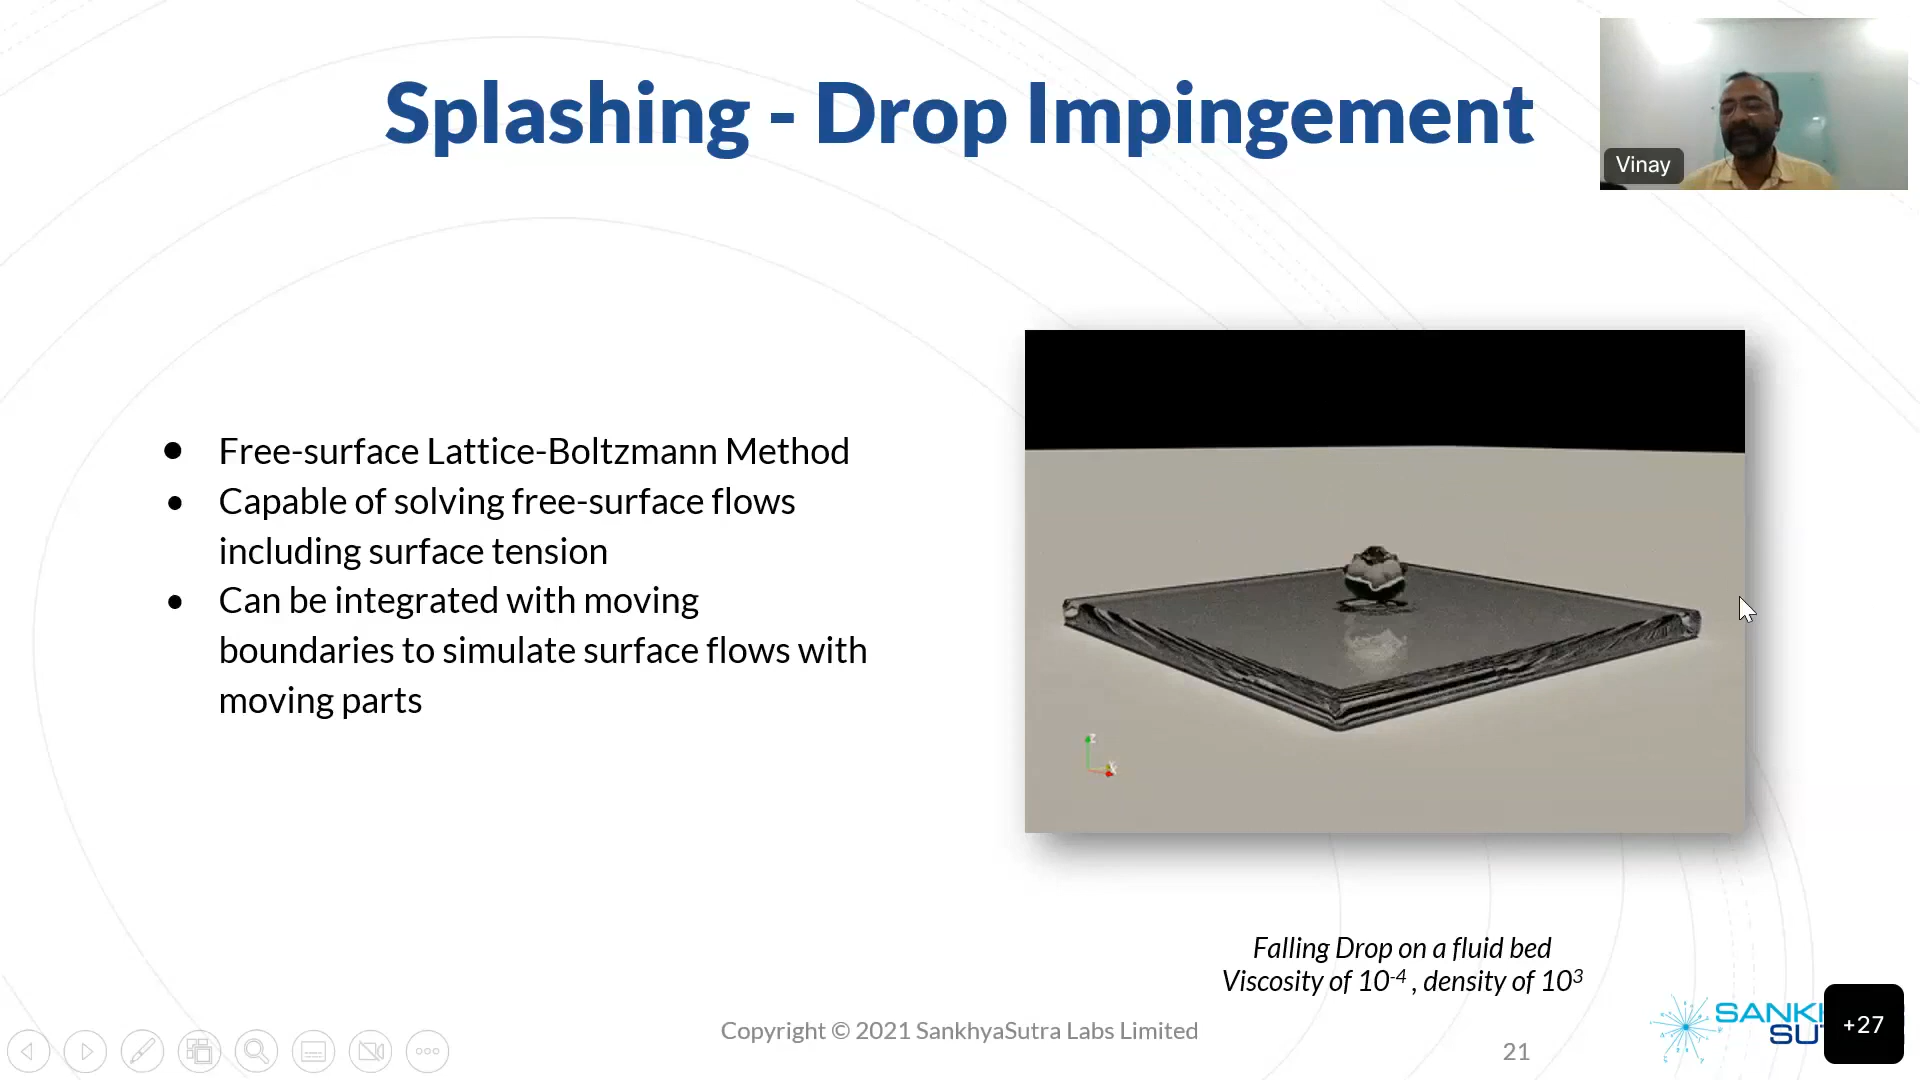 Splashing - Drop Impingement
Vinay
● Free-surface Lattice-Boltzmann Method
● Capable of solving free-surface flows
including surface tension
● Can be integrated with moving
boundaries to simulate surface flows with
moving parts
Z
Falling Drop on a fluid bed
Viscosity of 10⁻⁴ , density of 10³
Copyright © 2021 SankhyaSutra Labs Limited
21
+27